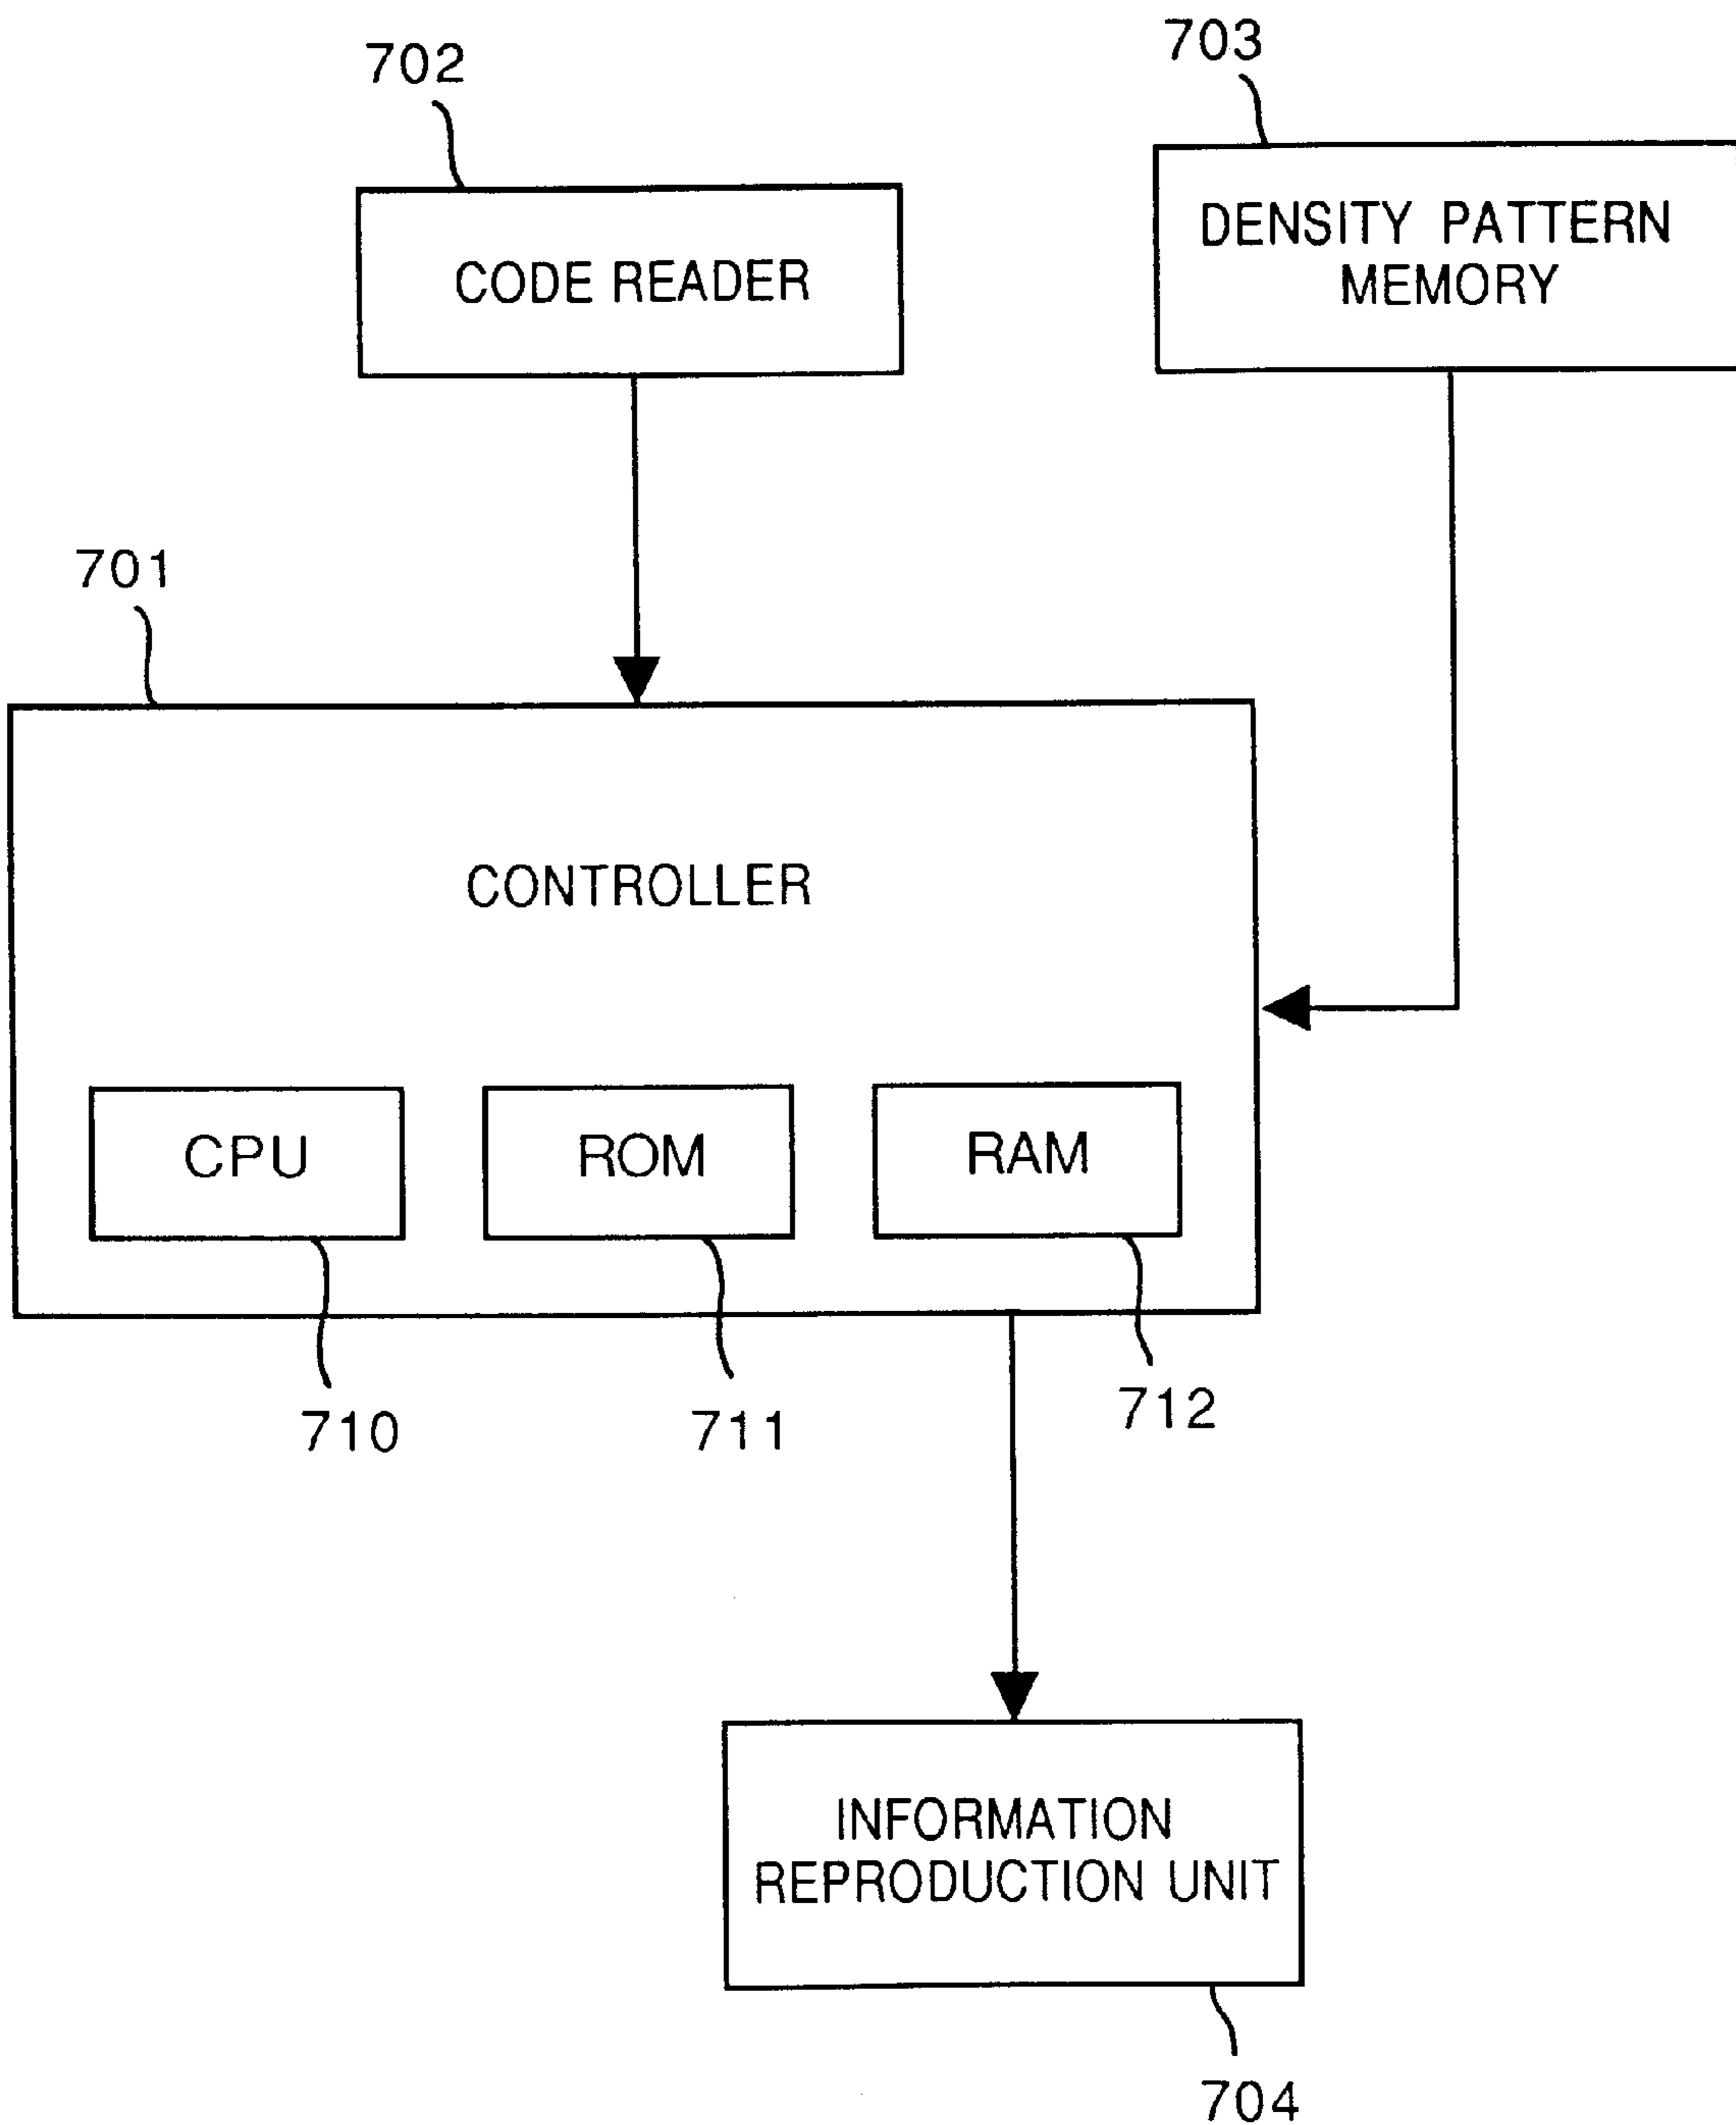 703
702
DENSITY PATTERN
MEMORY
CODE READER
701
CONTROLLER
CPU
ROM
RAM
710
711
712
INFORMATION
REPRODUCTION UNIT
704